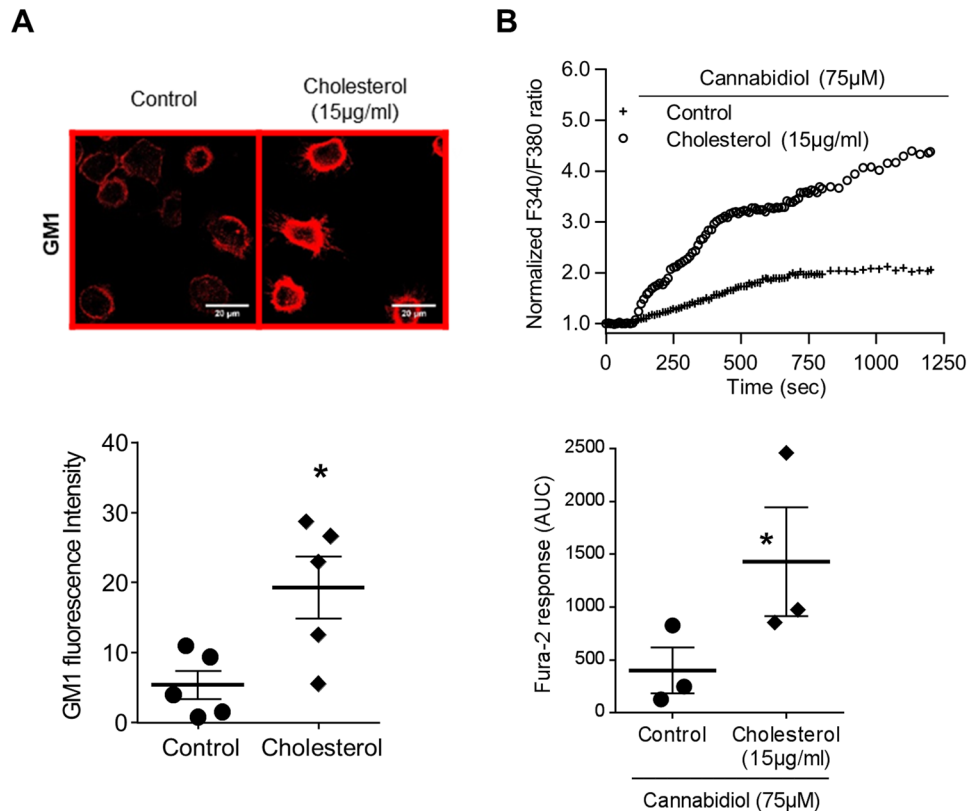 A
Control
Cholesterol
(15µg/ml)
GM1
20 µm
20 µm
GM1 fluorescence Intensity
40
30
20
10
0
*
Control
Cholesterol
B
Normalized F340/F380 ratio
6.0
5.0
4.0
3.0
2.0
1.0
Cannabidiol (75µM)
+ Control
Cholesterol (15µg/ml)
0 250 500 750 1000 1250
Time (sec)
Fura-2 response (AUC)
2500
2000
1500
1000
500
0
*
Control
Cholesterol
(15µg/ml)
Cannabidiol (75µM)